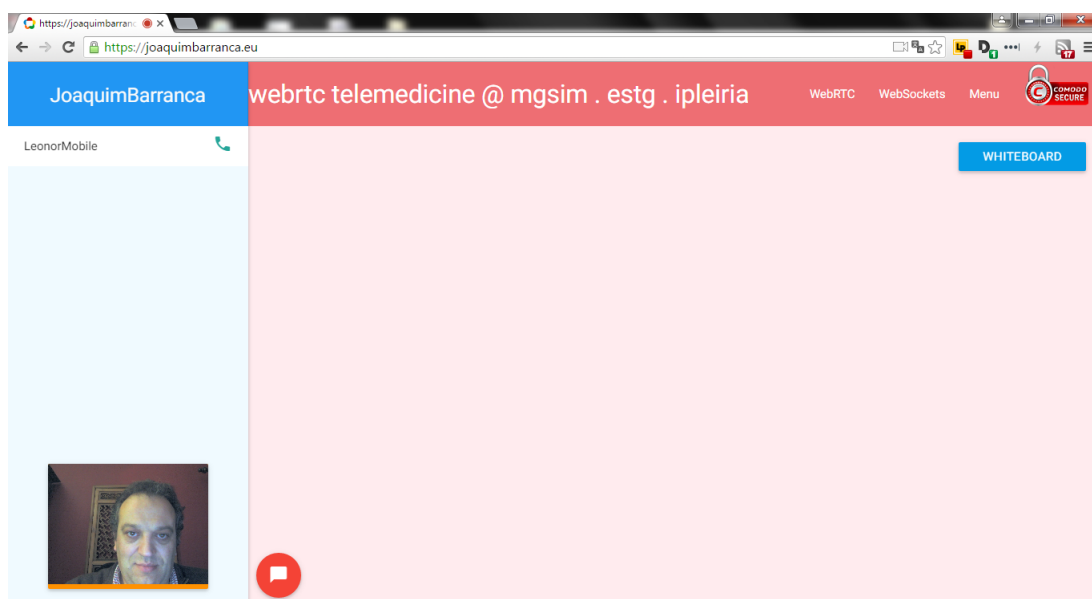 https://joaquimbarranc
https://joaquimbarranca.eu
JoaquimBarranca
webrtc telemedicine @ mgsim . estg . ipleiria
WebRTC
WebSockets
Menu
COMODO
SECURE
LeonorMobile
WHITEBOARD